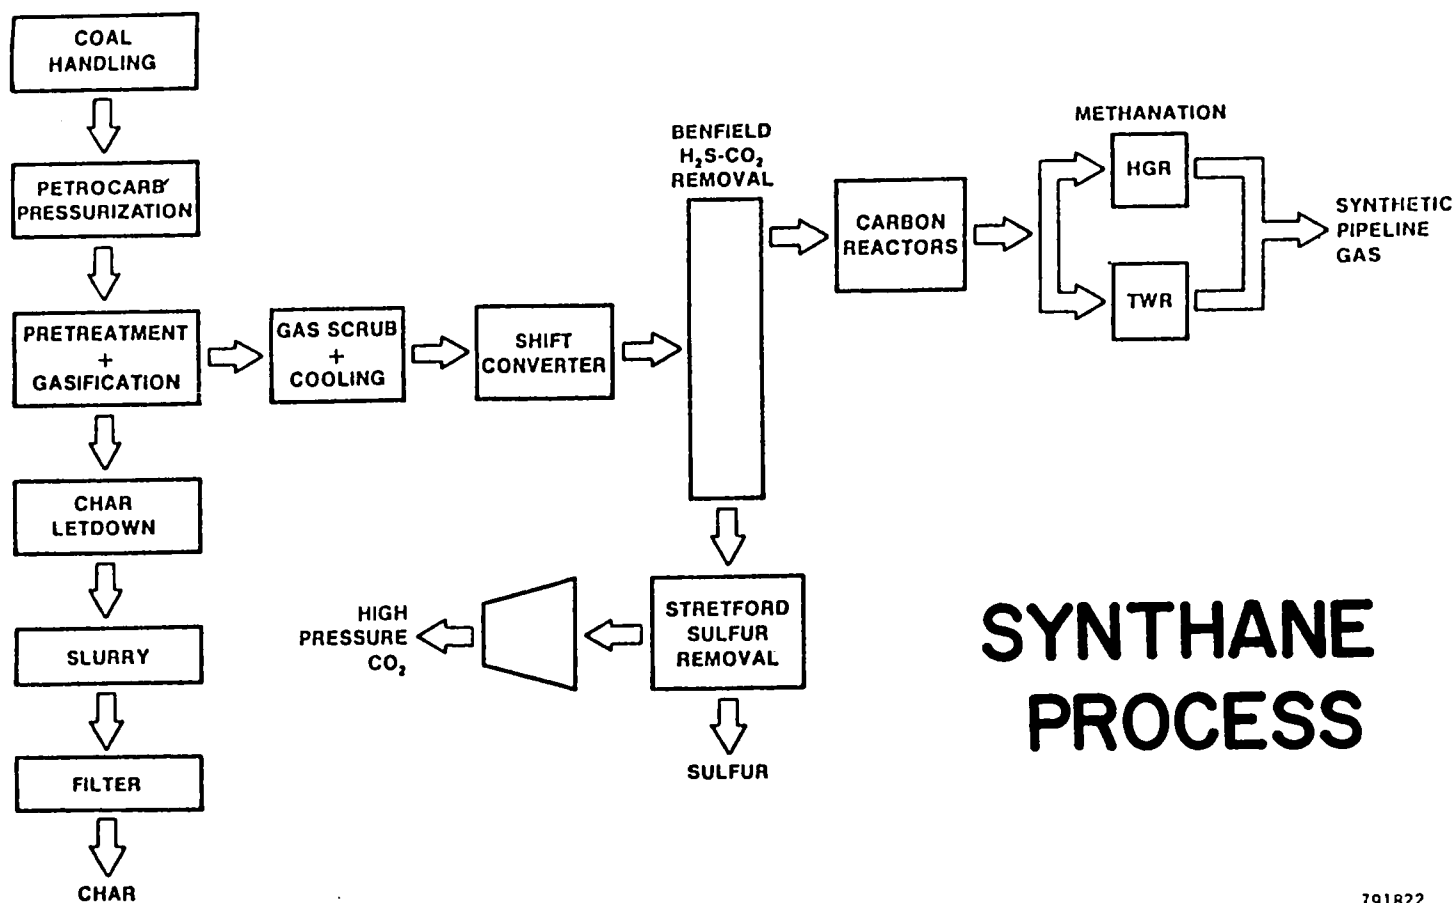 COAL
HANDLING
PETROCARB
PRESSURIZATION
PRETREATMENT
+
GASIFICATION
GAS SCRUB
+
COOLING
SHIFT
CONVERTER
BENFIELD
H₂S-CO₂
REMOVAL
CARBON
REACTORS
METHANATION
HGR
TWR
SYNTHETIC
PIPELINE
GAS
CHAR
LETDOWN
SLURRY
FILTER
CHAR
STRETFORD
SULFUR
REMOVAL
SULFUR
HIGH
PRESSURE
CO₂
SYNTHANE
PROCESS
791822